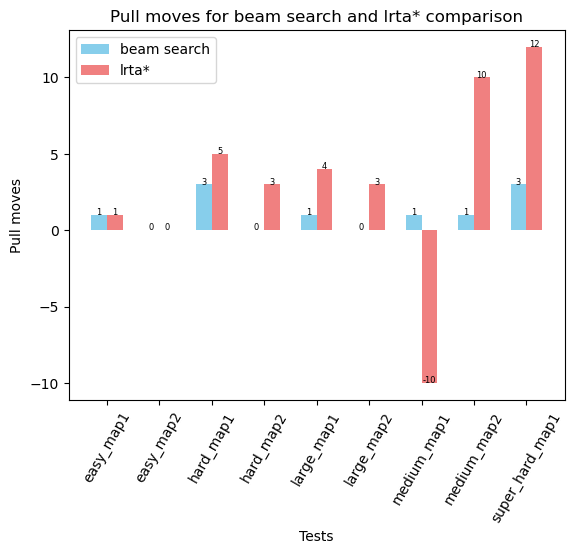 Pull moves for beam search and lrta* comparison
beam search
lrta*
Pull moves
10
5
0
−5
−10
1 1
0 0
3 5
0 3
1 4
0 3
1 -10
1 10
3 12
easy_map1
easy_map2
hard_map1
hard_map2
large_map1
large_map2
medium_map1
medium_map2
super_hard_map1
Tests